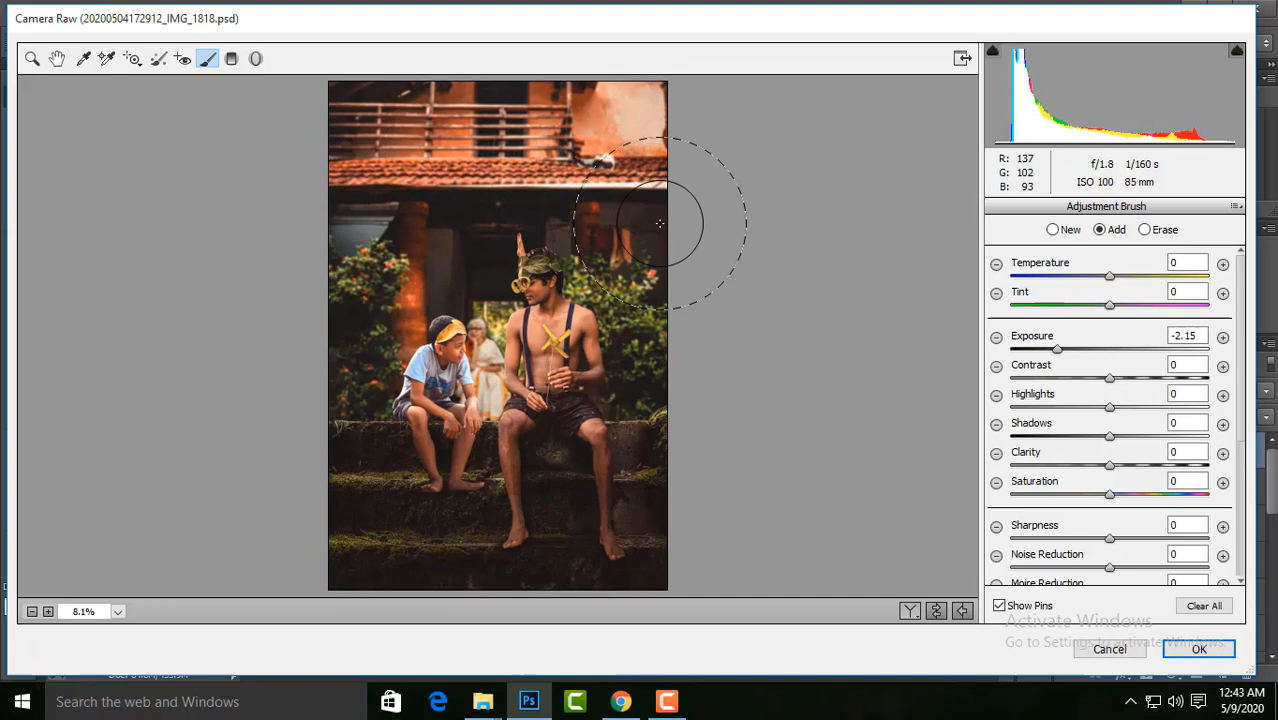 Camera Raw (20200504172912_IMG_1818.psd)
R: 137
G: 102
B: 93
f/1.8 1/160 s
ISO 100 85 mm
Adjustment Brush
New Add Erase
Temperature 0
Tint 0
Exposure -2.15
Contrast 0
Highlights 0
Shadows 0
Clarity 0
Saturation 0
Sharpness 0
Noise Reduction 0
Moire Reduction
Show Pins Clear All
8.1% Y
Activate Windows
Go to Settings to activate Windows.
Cancel OK
Search the web and Windows
Ps
12:43 AM
5/9/2020